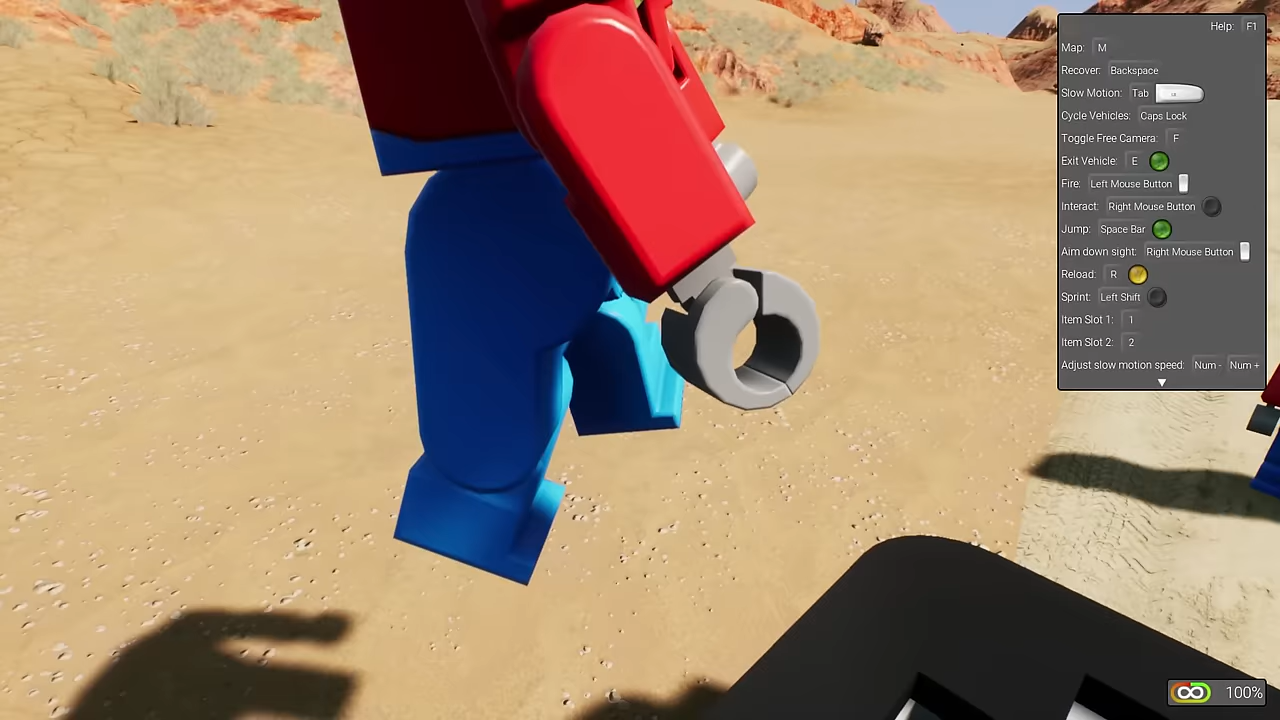 Help: F1
Map: M
Recover: Backspace
Slow Motion: Tab
Cycle Vehicles: Caps Lock
Toggle Free Camera: F
Exit Vehicle: E
Fire: Left Mouse Button
Interact: Right Mouse Button
Jump: Space Bar
Aim down sight: Right Mouse Button
Reload: R
Sprint: Left Shift
Item Slot 1: 1
Item Slot 2: 2
Adjust slow motion speed: Num - Num +
100%